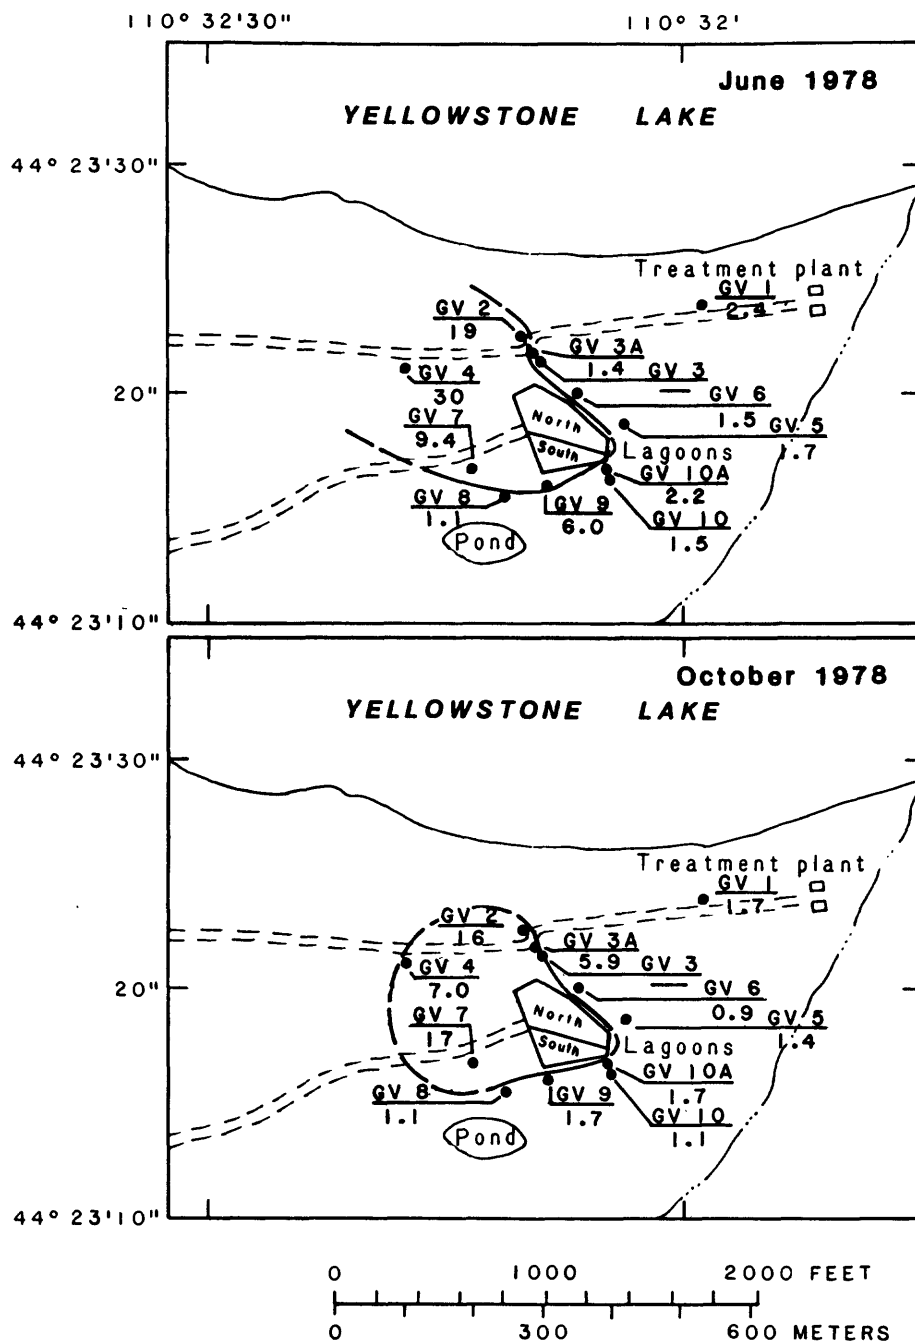 110° 32'30" 110° 32'
June 1978
YELLOWSTONE LAKE
44° 23'30"
Treatment plant
GV 1
2.4
GV 2
19
GV 3A
1.4
GV 3
—
GV 4
30
20"
GV 6
1.5
GV 5
1.7
GV 7
9.4
North
South
Lagoons
GV 10A
2.2
GV 8
1.1
GV 9
6.0
GV 10
1.5
Pond
44° 23'10"
October 1978
YELLOWSTONE LAKE
44° 23'30"
Treatment plant
GV 1
1.7
GV 2
16
GV 3A
5.9
GV 3
—
GV 4
7.0
20"
GV 6
0.9
GV 5
1.4
GV 7
17
North
South
Lagoons
GV 10A
1.7
GV 8
1.1
GV 9
1.7
GV 10
1.1
Pond
44° 23'10"
0 1000 2000 FEET
0 300 600 METERS